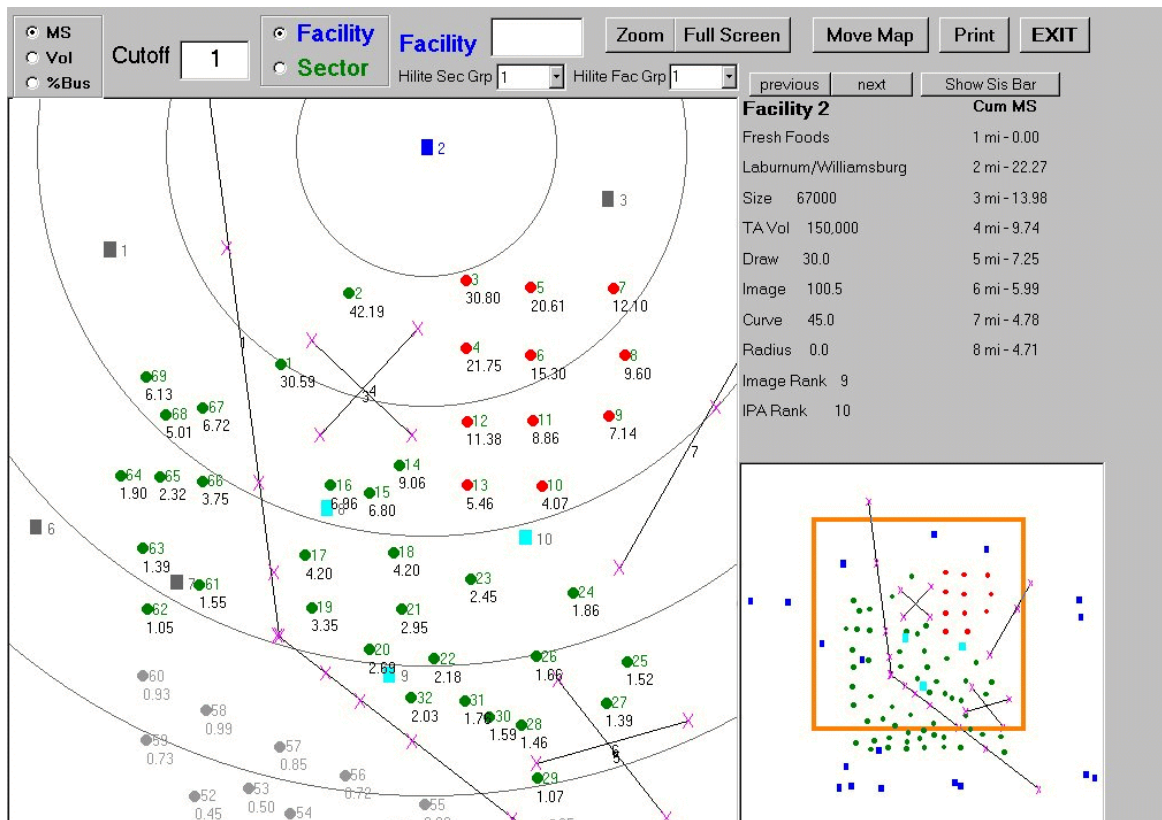 MS
Vol
%Bus
Cutoff 1
Facility
Sector
Facility
Hilite Sec Grp 1 Hilite Fac Grp 1
Zoom Full Screen Move Map Print EXIT
previous next Show Sis Bar
Facility 2 Cum MS
Fresh Foods 1 mi - 0.00
Laburnum/Williamsburg 2 mi - 22.27
Size 67000 3 mi - 13.98
TA Vol 150,000 4 mi - 9.74
Draw 30.0 5 mi - 7.25
Image 100.5 6 mi - 5.99
Curve 45.0 7 mi - 4.78
Radius 0.0 8 mi - 4.71
Image Rank 9
IPA Rank 10
2
3
1
2 3 5 7
42.19 30.80 20.61 12.10
1
4 6 8
1 21.75 15.30 9.60
30.59
4
3
69
6.13
68 67
5.01 6.72
12 11 9
11.38 8.86 7.14
7
14
9.06
64 65 66 16 15 13 10
1.90 2.32 3.75 6.96 6.80 5.46 4.07
6
10
63 17 18
1.39 4.20 4.20
7 61 23 24
1.55 2.45 1.86
62 19 21
1.05 3.35 2.95
20 22 26 25
2.69 2.18 1.66 1.52
9
60
0.93
32 31 27
2.03 1.39
58 30 28
0.99 1.59 1.46
59 57
0.73 0.85
6
5
56 29
0.72 1.07
52 53 54 55
0.45 0.50